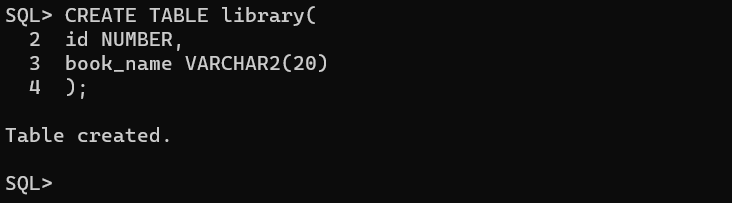 SQL> CREATE TABLE library(
  2  id NUMBER,
  3  book_name VARCHAR2(20)
  4  );
Table created.
SQL>